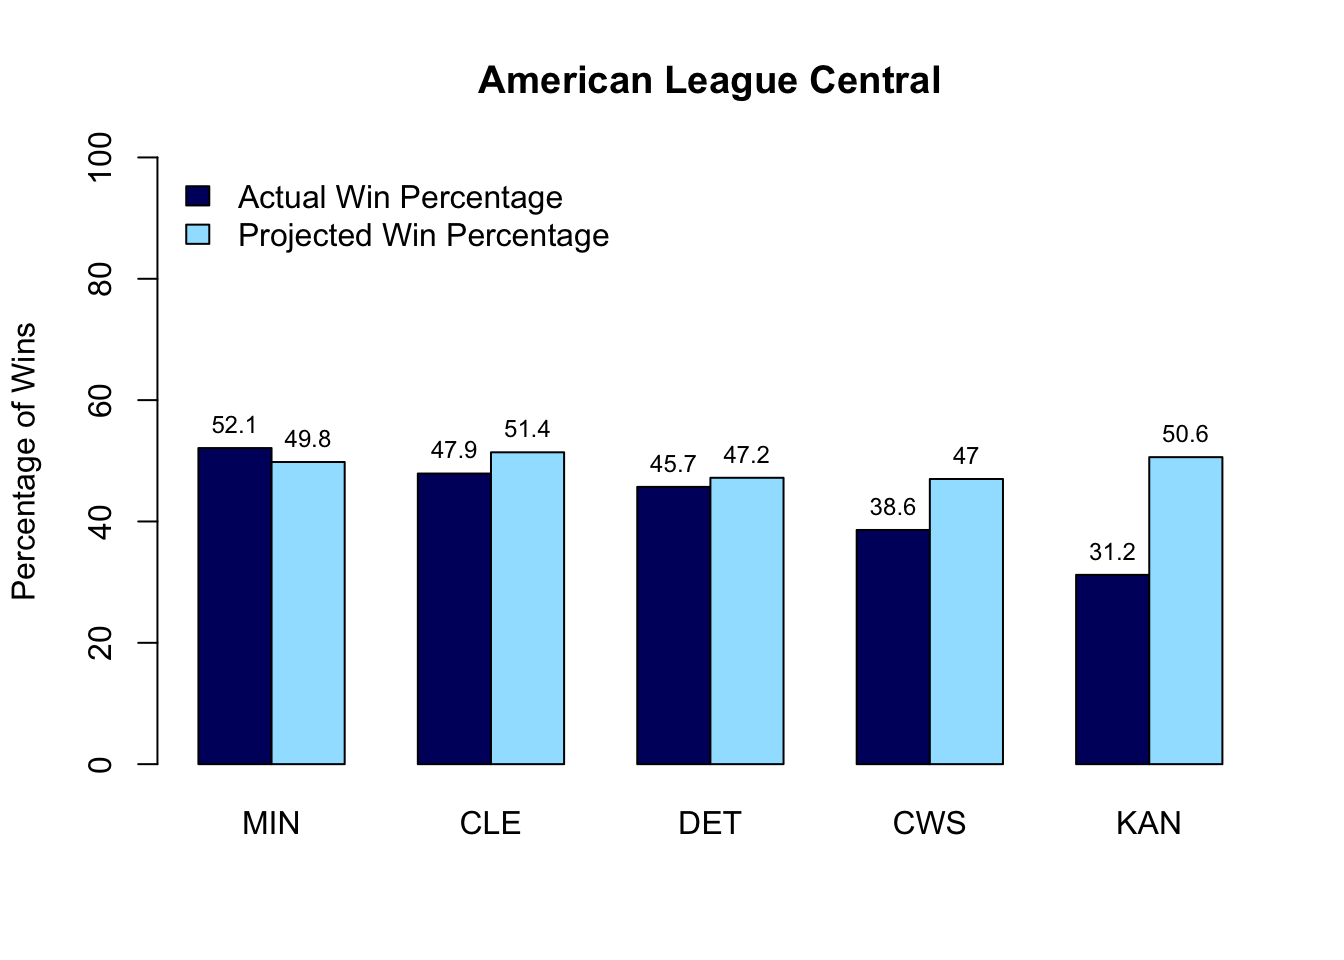 American League Central
Percentage of Wins
100
80
60
40
20
0
Actual Win Percentage
Projected Win Percentage
52.1
49.8
47.9
51.4
45.7
47.2
38.6
47
31.2
50.6
MIN
CLE
DET
CWS
KAN